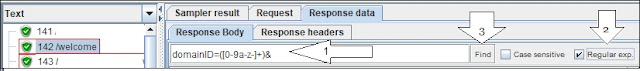 Text
Sampler result Request Response data
141 .
142 /welcome
143 /
Response Body Response headers
3
2
domainID=([0-9a-z-]+)&
1
Find
Case sensitive
Regular exp.